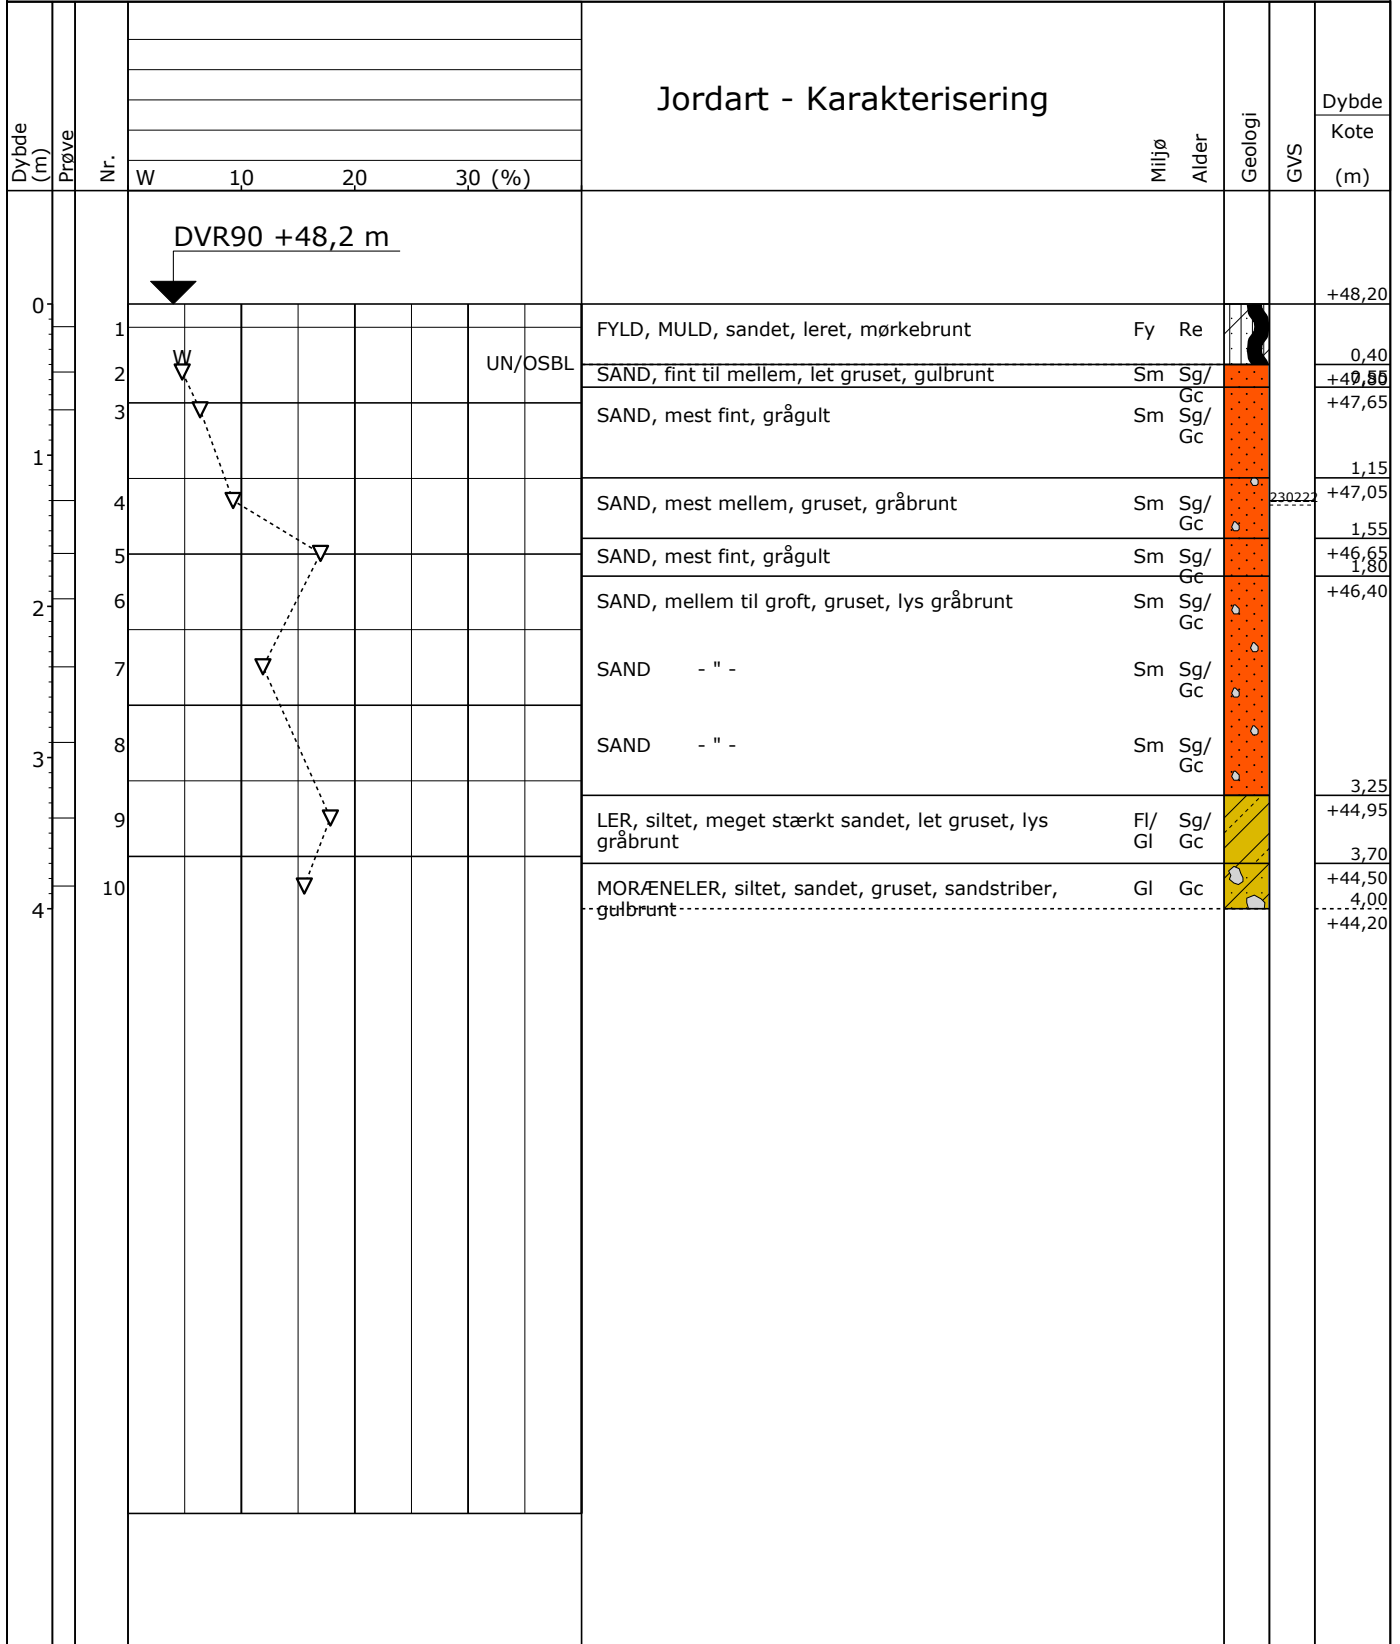 Jordart - Karakterisering
Dybde (m)
Prøve
Nr.
W 10 20 30 (%)
Miljø
Alder
Geologi
GVS
Dybde
Kote
(m)
DVR90 +48,2 m
0
+48,20
1 FYLD, MULD, sandet, leret, mørkebrunt Fy Re
W
UN/OSBL
0,40
+47,80
2 SAND, fint til mellem, let gruset, gulbrunt Sm Sg/
Gc
0,55
+47,65
3 SAND, mest fint, grågult Sm Sg/
Gc
1
1,15
+47,05
4 SAND, mest mellem, gruset, gråbrunt Sm Sg/
Gc
230222
1,55
+46,65
5 SAND, mest fint, grågult Sm Sg/
Gc
1,80
+46,40
6 SAND, mellem til groft, gruset, lys gråbrunt Sm Sg/
Gc
2
7 SAND - " - Sm Sg/
Gc
8 SAND - " - Sm Sg/
Gc
3
3,25
+44,95
9 LER, siltet, meget stærkt sandet, let gruset, lys Fl/ Sg/
gråbrunt Gl Gc
3,70
+44,50
10 MORÆNELER, siltet, sandet, gruset, sandstriber, Gl Gc
gulbrunt
4
4,00
+44,20